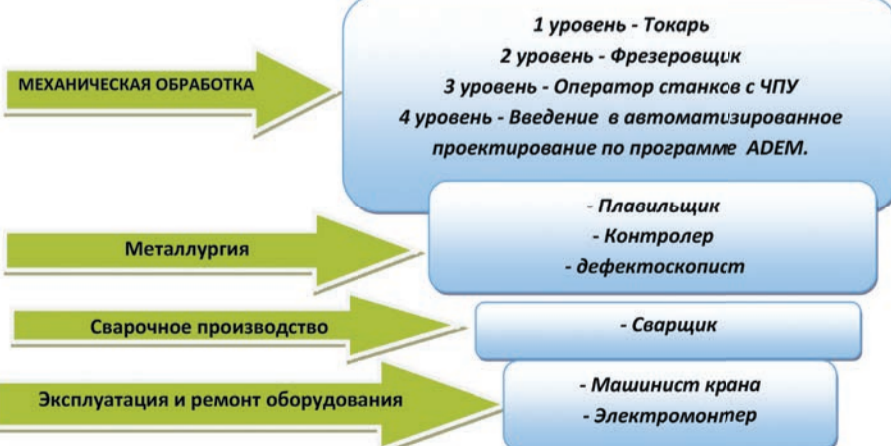 МЕХАНИЧЕСКАЯ ОБРАБОТКА
1 уровень - Токарь
2 уровень - Фрезеровщик
3 уровень - Оператор станков с ЧПУ
4 уровень - Введение в автоматизированное
проектирование по программе ADEM.
Металлургия
- Плавильщик
- Контролер
- дефектоскопист
Сварочное производство
- Сварщик
Эксплуатация и ремонт оборудования
- Машинист крана
- Электромонтер